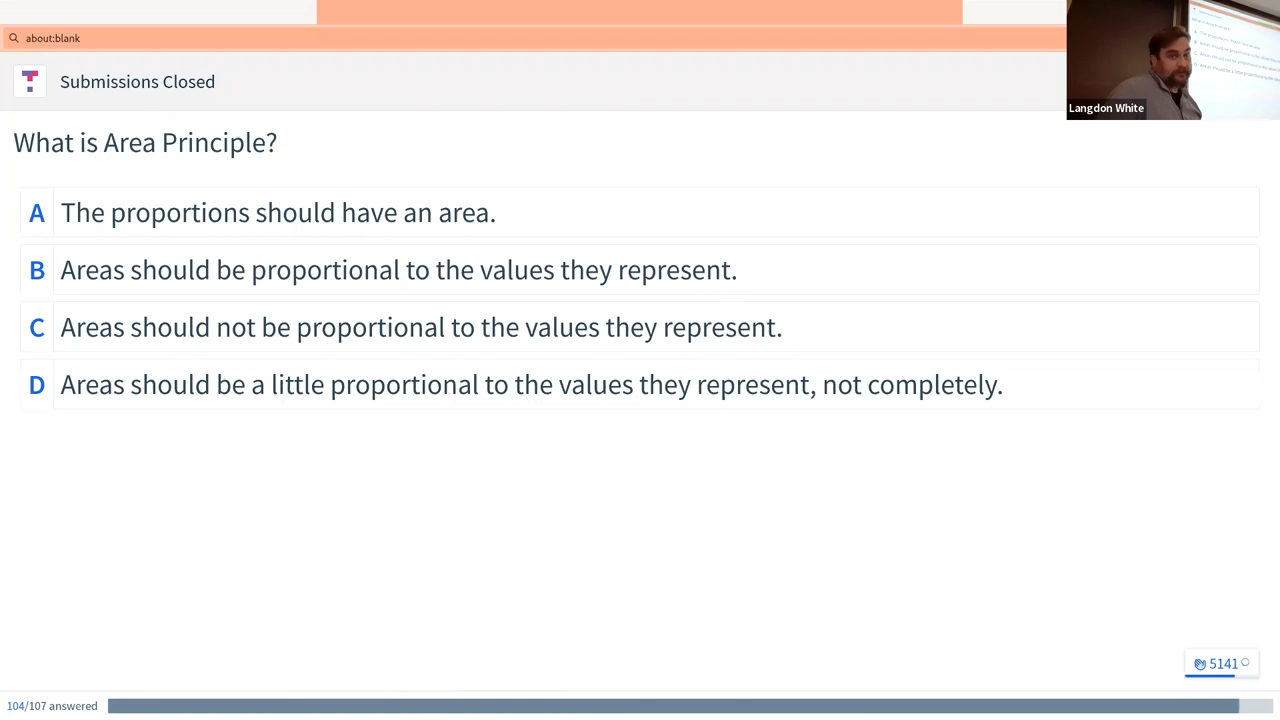 about:blank
Submissions Closed
Langdon White
What is Area Principle?
A The proportions should have an area.
B Areas should be proportional to the values they represent.
C Areas should not be proportional to the values they represent.
D Areas should be a little proportional to the values they represent, not completely.
5141
104/107 answered